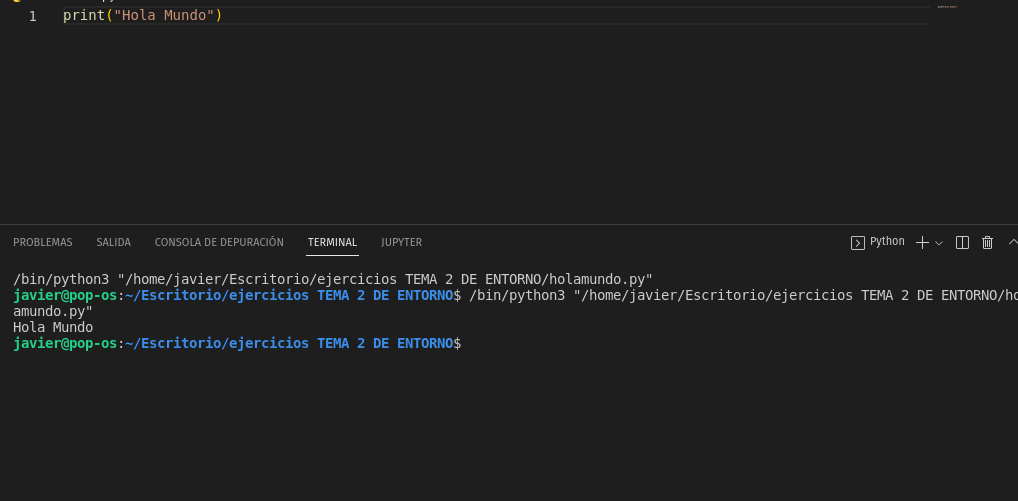 1 print("Hola Mundo")
PROBLEMAS SALIDA CONSOLA DE DEPURACIÓN TERMINAL JUPYTER Python
/bin/python3 "/home/javier/Escritorio/ejercicios TEMA 2 DE ENTORNO/holamundo.py"
javier@pop-os:~/Escritorio/ejercicios TEMA 2 DE ENTORNO$ /bin/python3 "/home/javier/Escritorio/ejercicios TEMA 2 DE ENTORNO/ho
amundo.py"
Hola Mundo
javier@pop-os:~/Escritorio/ejercicios TEMA 2 DE ENTORNO$